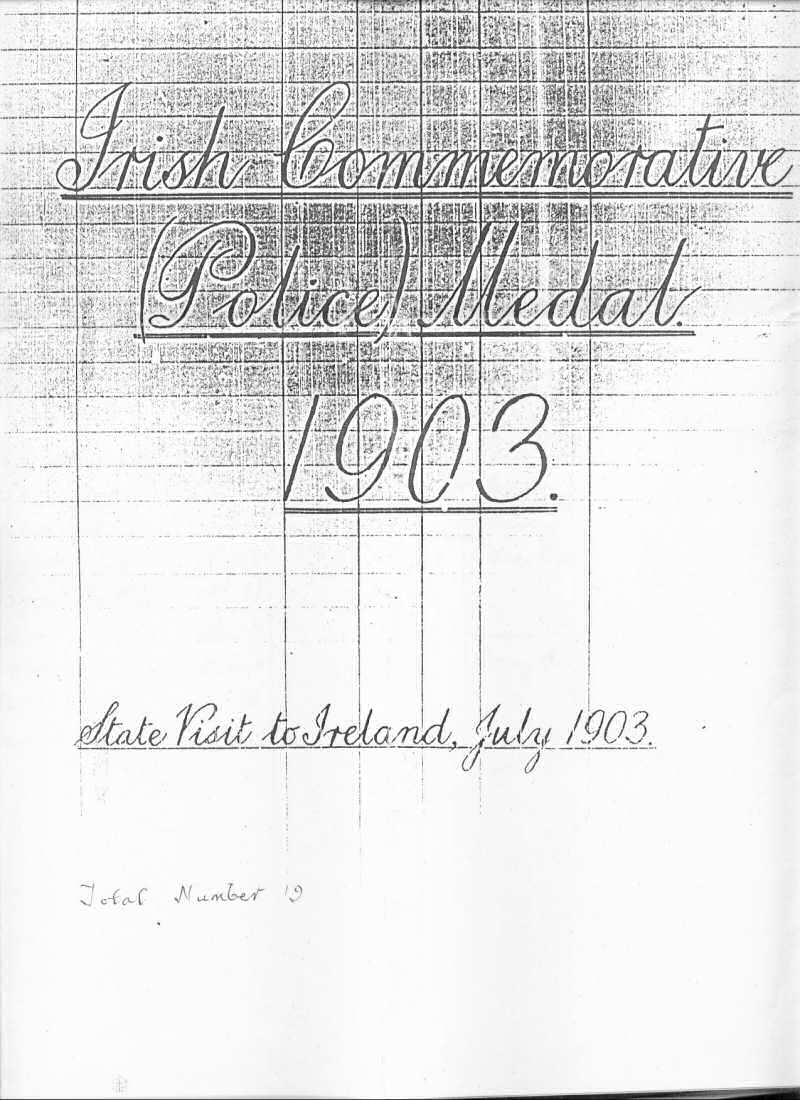 Irish Commemorative
(Police) Medal.
1903.
State Visit to Ireland, July 1903.
Total Number 19